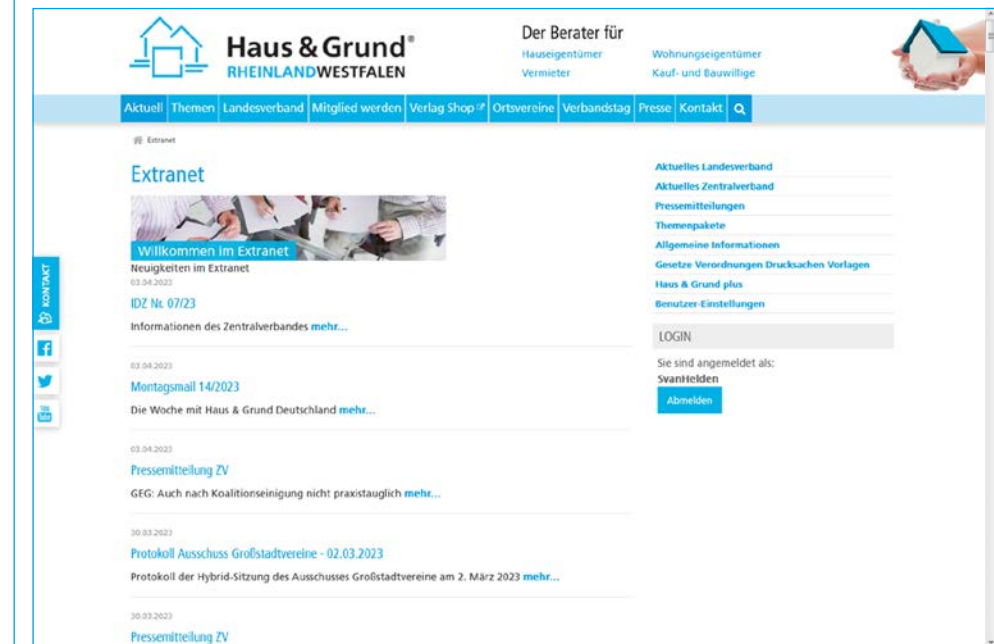 Haus & Grund®
RHEINLANDWESTFALEN
Der Berater für
Hauseigentümer
Wohnungseigentümer
Vermieter
Kauf- und Bauwillige
Aktuell Themen Landesverband Mitglied werden Verlag Shop Ortsvereine Verbandstag Presse Kontakt
Extranet
Extranet
Willkommen im Extranet
Neuigkeiten im Extranet
03.04.2023
IDZ Nr. 07/23
Informationen des Zentralverbandes mehr...
03.04.2023
Montagsmail 14/2023
Die Woche mit Haus & Grund Deutschland mehr...
03.04.2023
Pressemitteilung ZV
GEG: Auch nach Koalitionseinigung nicht praxistauglich mehr...
30.03.2023
Protokoll Ausschuss Großstadtvereine - 02.03.2023
Protokoll der Hybrid-Sitzung des Ausschusses Großstadtvereine am 2. März 2023 mehr...
30.03.2023
Pressemitteilung ZV
Aktuelles Landesverband
Aktuelles Zentralverband
Pressemitteilungen
Themenpakete
Allgemeine Informationen
Gesetze Verordnungen Drucksachen Vorlagen
Haus & Grund plus
Benutzer-Einstellungen
LOGIN
Sie sind angemeldet als:
SvanHelden
Abmelden
KONTAKT
You
Tube